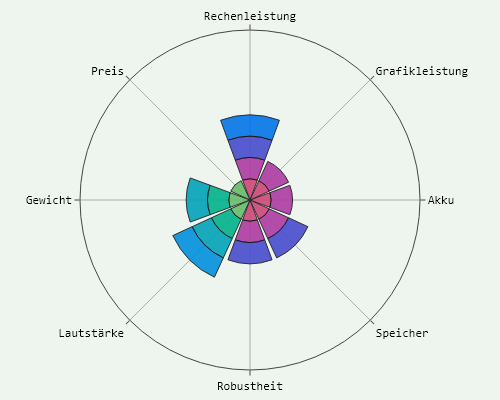 Rechenleistung
Preis
Grafikleistung
Gewicht
Akku
Lautstärke
Speicher
Robustheit